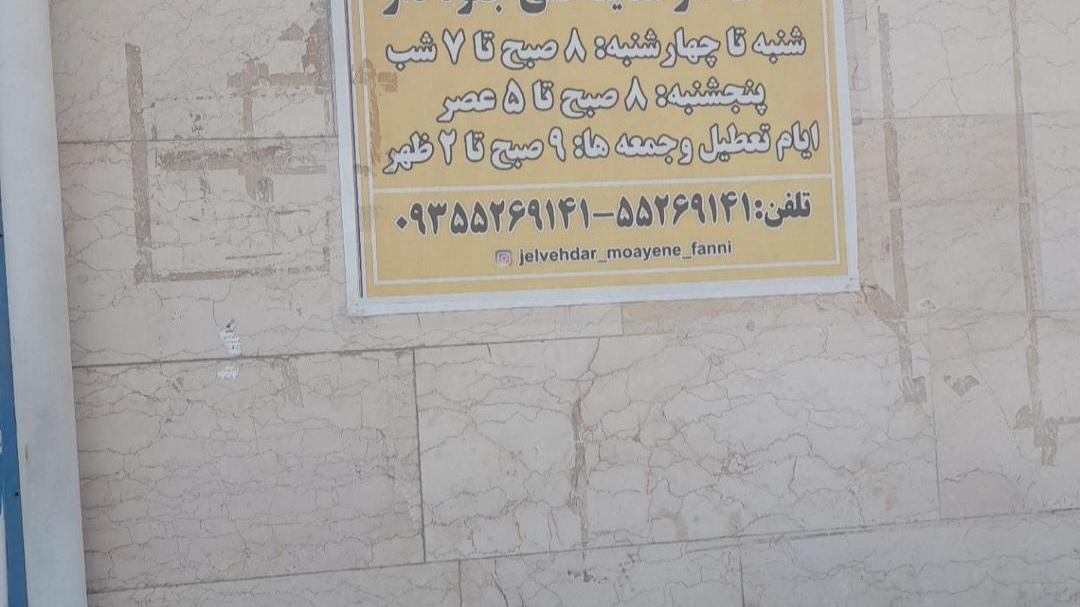 شنبه تا چهارشنبه: ۸ صبح تا ۷ شب
پنجشنبه: ۸ صبح تا ۵ عصر
ایام تعطیل وجمعه ها: ۹ صبح تا ۲ ظهر
تلفن:۵۵۲۶۹۱۴۱-۰۹۳۵۵۲۶۹۱۴۱
jelvehdar_moayene_fanni